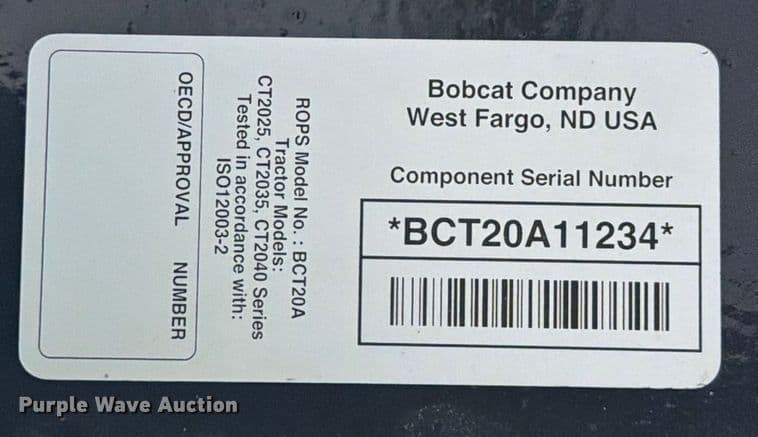 Bobcat Company
West Fargo, ND USA
Component Serial Number
*BCT20A11234*
ROPS Model No. : BCT20A
Tractor Models:
CT2025, CT2035, CT2040 Series
Tested in accordance with:
ISO12003-2
OECD/APPROVAL NUMBER
Purple Wave Auction